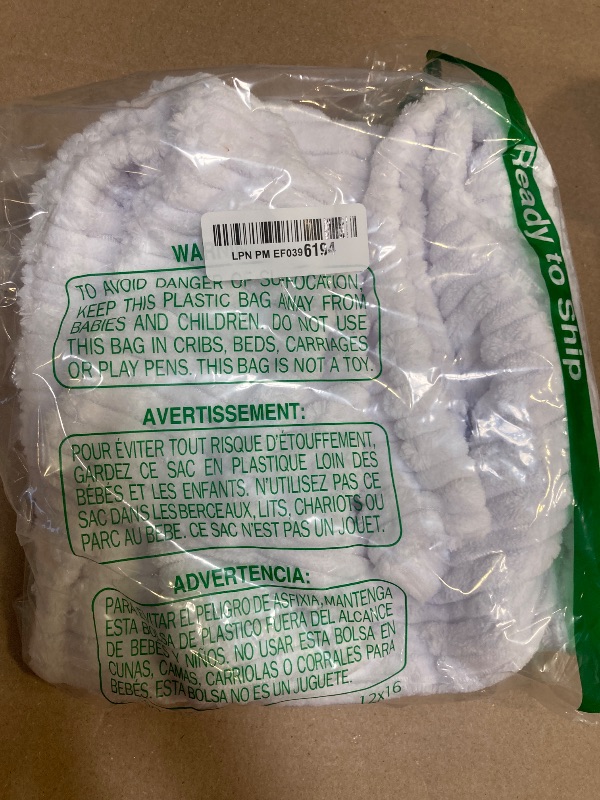 LPN PM EF0396194
WA
TO AVOID DANGER OF SUFFOCATION,
KEEP THIS PLASTIC BAG AWAY FROM
BABIES AND CHILDREN. DO NOT USE
THIS BAG IN CRIBS, BEDS, CARRIAGES
OR PLAY PENS. THIS BAG IS NOT A TOY.
AVERTISSEMENT:
POUR ÉVITER TOUT RISQUE D'ÉTOUFFEMENT,
GARDEZ CE SAC EN PLASTIQUE LOIN DES
BÉBÉS ET LES ENFANTS. N'UTILISEZ PAS CE
SAC DANS LES BERCEAUX, LITS, CHARIOTS OU
PARC AU BÉBÉ. CE SAC N'EST PAS UN JOUET.
ADVERTENCIA:
PARA EVITAR EL PELIGRO DE ASFIXIA, MANTENGA
ESTA BOLSA DE PLASTICO FUERA DEL ALCANCE
DE BEBÉS Y NIÑOS. NO USAR ESTA BOLSA EN
CUNAS, CAMAS, CARRIOLAS O CORRALES PARA
BEBÉS. ESTA BOLSA NO ES UN JUGUETE.
12x16
Ready to Ship